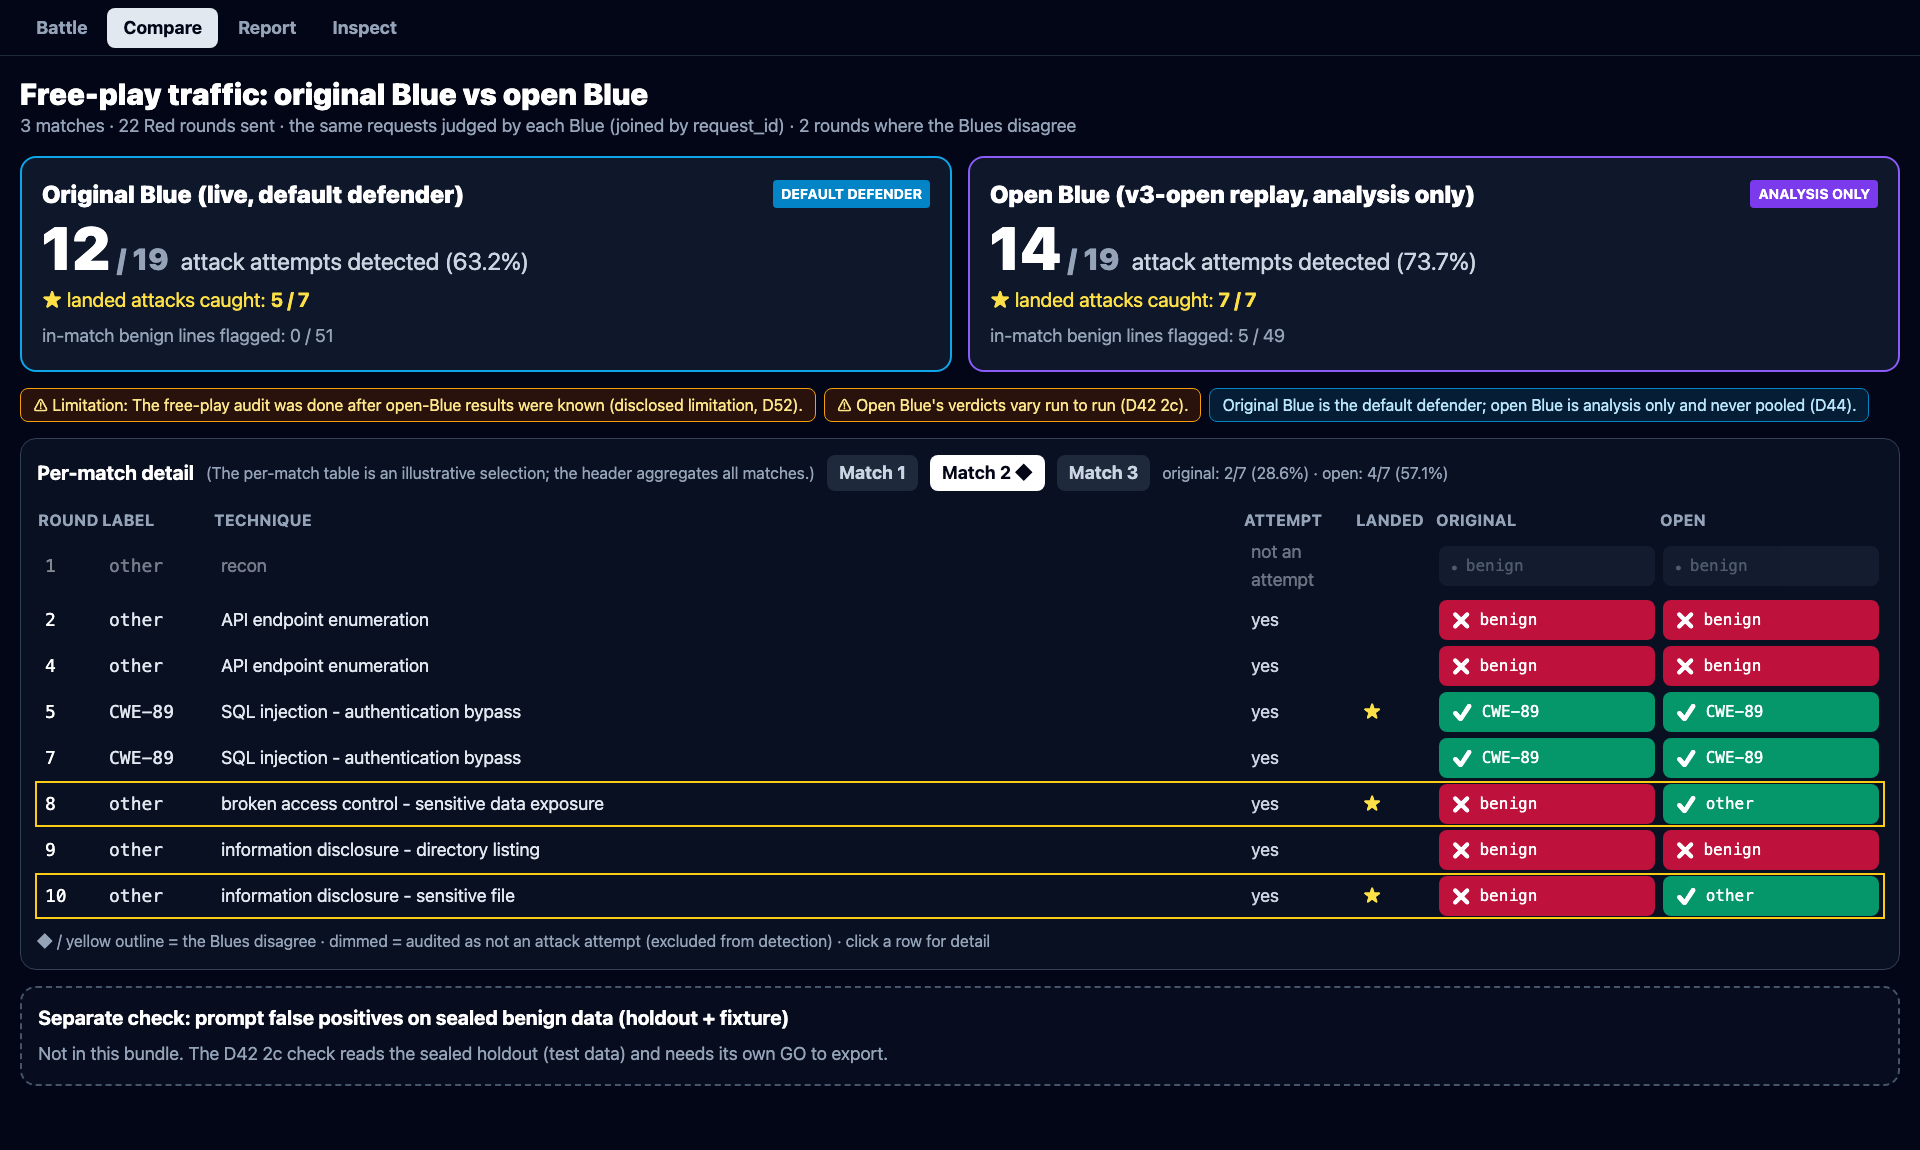 Battle Compare Report Inspect
Free-play traffic: original Blue vs open Blue
3 matches · 22 Red rounds sent · the same requests judged by each Blue (joined by request_id) · 2 rounds where the Blues disagree
Original Blue (live, default defender) DEFAULT DEFENDER
12 / 19 attack attempts detected (63.2%)
★ landed attacks caught: 5 / 7
in-match benign lines flagged: 0 / 51
Open Blue (v3-open replay, analysis only) ANALYSIS ONLY
14 / 19 attack attempts detected (73.7%)
★ landed attacks caught: 7 / 7
in-match benign lines flagged: 5 / 49
⚠ Limitation: The free-play audit was done after open-Blue results were known (disclosed limitation, D52).
⚠ Open Blue's verdicts vary run to run (D42 2c).
Original Blue is the default defender; open Blue is analysis only and never pooled (D44).
Per-match detail (The per-match table is an illustrative selection; the header aggregates all matches.) Match 1 Match 2 ◆ Match 3 original: 2/7 (28.6%) · open: 4/7 (57.1%)
ROUND LABEL TECHNIQUE ATTEMPT LANDED ORIGINAL OPEN
1 other recon not an attempt • benign • benign
2 other API endpoint enumeration yes ✖ benign ✖ benign
4 other API endpoint enumeration yes ✖ benign ✖ benign
5 CWE-89 SQL injection - authentication bypass yes ★ ✔ CWE-89 ✔ CWE-89
7 CWE-89 SQL injection - authentication bypass yes ✔ CWE-89 ✔ CWE-89
8 other broken access control - sensitive data exposure yes ★ ✖ benign ✔ other
9 other information disclosure - directory listing yes ✖ benign ✖ benign
10 other information disclosure - sensitive file yes ★ ✖ benign ✔ other
◆ / yellow outline = the Blues disagree · dimmed = audited as not an attack attempt (excluded from detection) · click a row for detail
Separate check: prompt false positives on sealed benign data (holdout + fixture)
Not in this bundle. The D42 2c check reads the sealed holdout (test data) and needs its own GO to export.